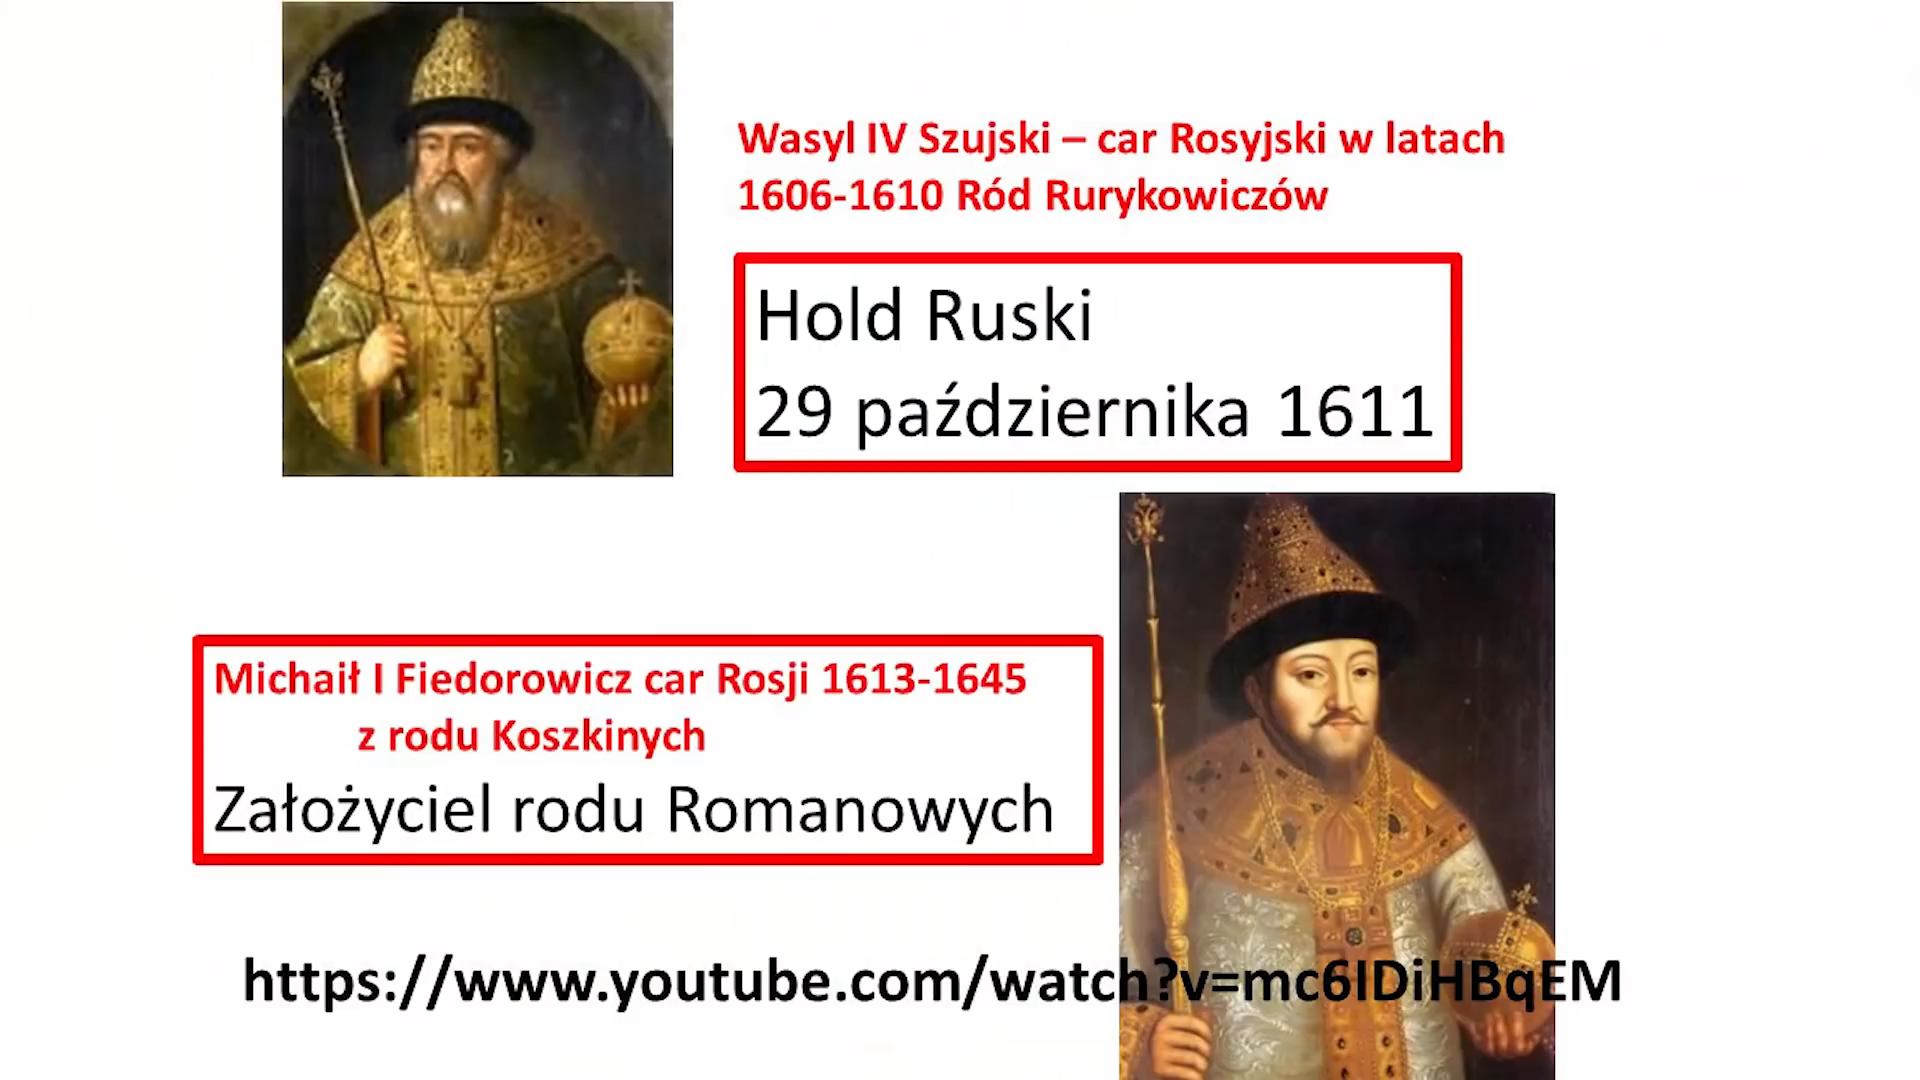 Wasyl IV Szujski – car Rosyjski w latach
1606-1610 Ród Rurykowiczów
Hold Ruski
29 października 1611
Michaił I Fiedorowicz car Rosji 1613-1645
z rodu Koszkinych
Założyciel rodu Romanowych
https://www.youtube.com/watch?v=mc6IDiHBqEM